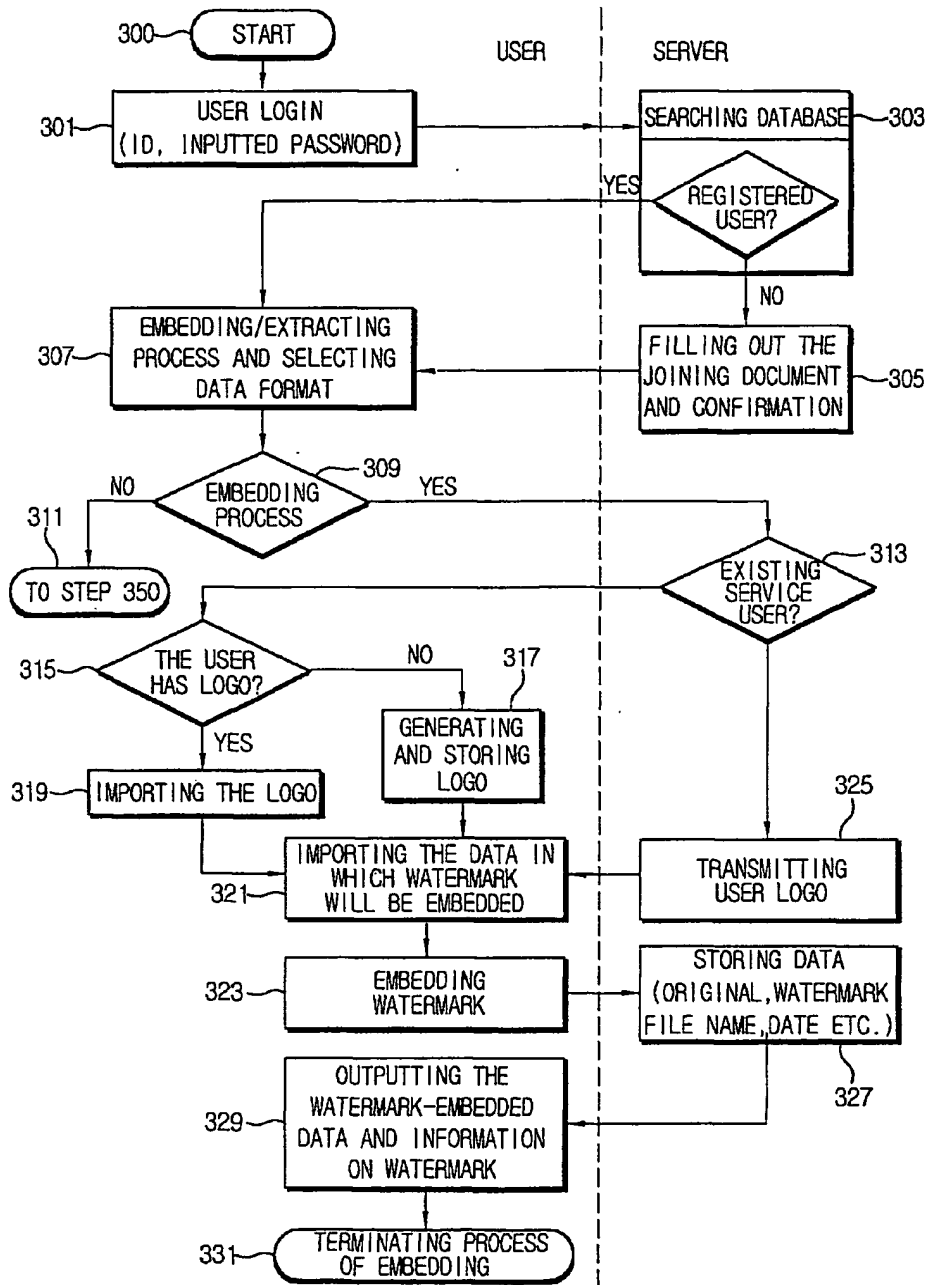 300
START
USER
SERVER
301
USER LOGIN
(ID, INPUTTED PASSWORD)
SEARCHING DATABASE
303
YES
REGISTERED
USER?
NO
307
EMBEDDING/EXTRACTING
PROCESS AND SELECTING
DATA FORMAT
FILLING OUT THE
JOINING DOCUMENT
AND CONFIRMATION
305
309
NO
EMBEDDING
PROCESS
YES
311
TO STEP 350
313
EXISTING
SERVICE
USER?
315
THE USER
HAS LOGO?
NO
317
GENERATING
AND STORING
LOGO
YES
319
IMPORTING THE LOGO
325
321
IMPORTING THE DATA IN
WHICH WATERMARK
WILL BE EMBEDDED
TRANSMITTING
USER LOGO
323
EMBEDDING
WATERMARK
STORING DATA
(ORIGINAL,WATERMARK
FILE NAME,DATE ETC.)
327
329
OUTPUTTING THE
WATERMARK-EMBEDDED
DATA AND INFORMATION
ON WATERMARK
331
TERMINATING PROCESS
OF EMBEDDING